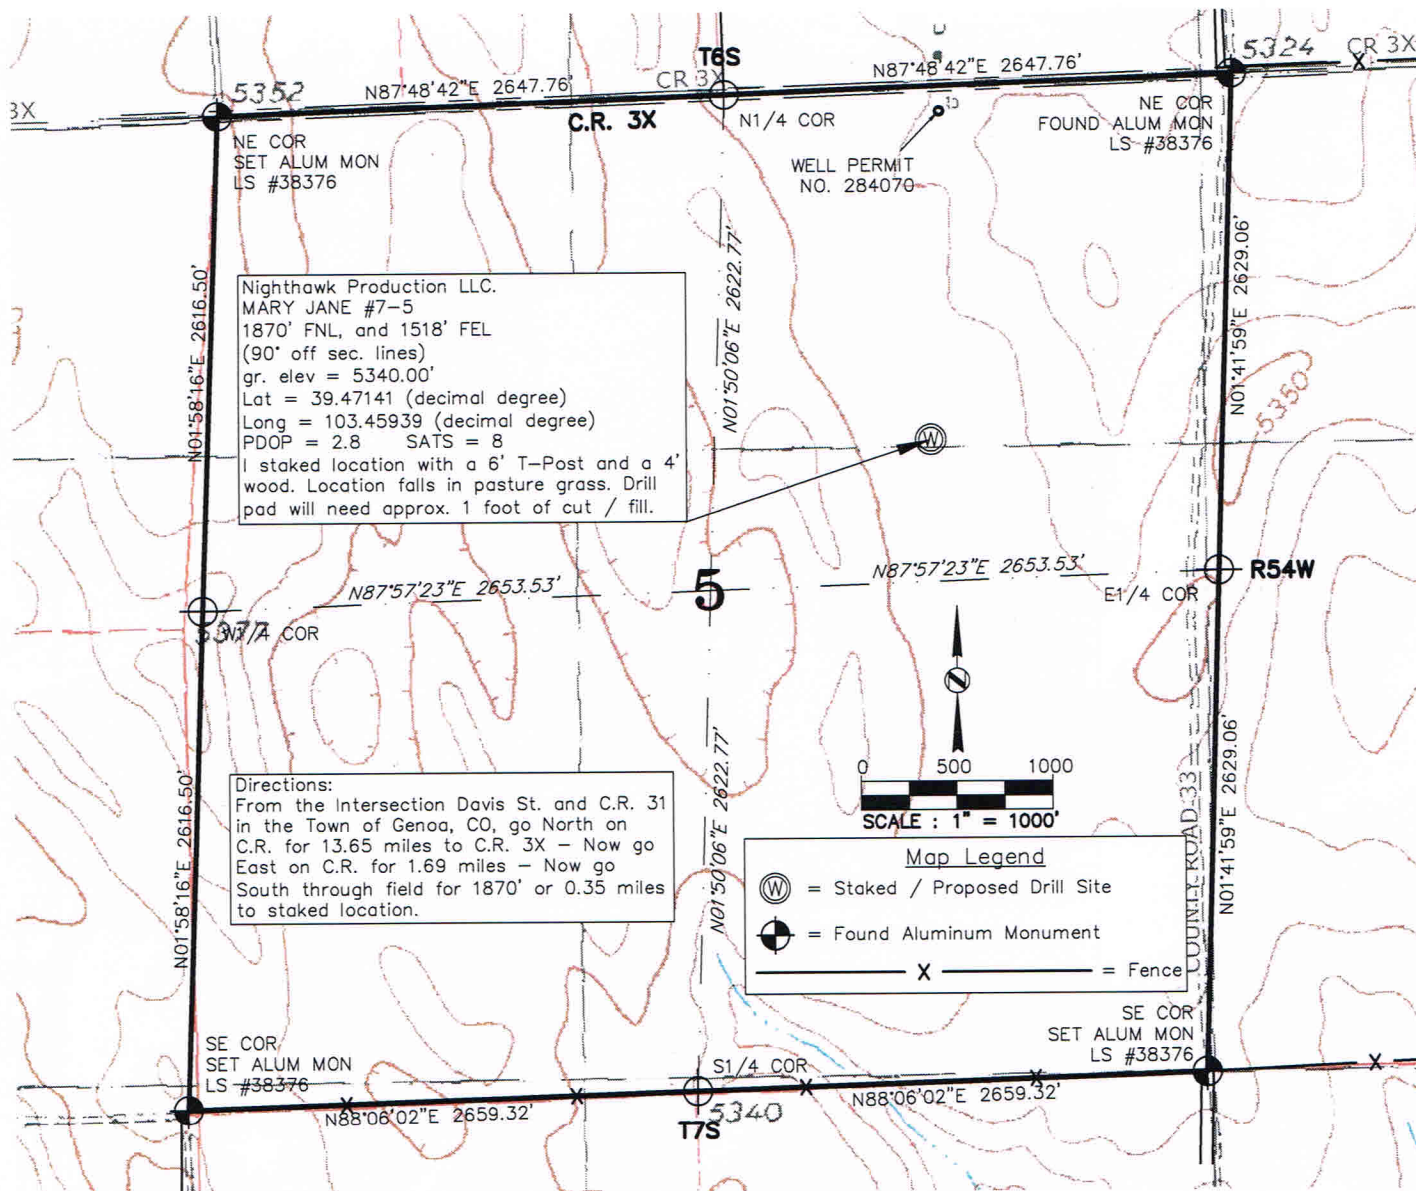 T6S
5352
N87°48'42"E 2647.76'
CR 3X
N87°48'42"E 2647.76'
5324
CR 3X
X
3X
C.R. 3X
N1/4 COR
NE COR
SET ALUM MON
LS #38376
NE COR
FOUND ALUM MON
LS #38376
WELL PERMIT
NO. 284070
N01°58'16"E 2616.50'
N01°50'06"E 2622.77'
N01°41'59"E 2629.06'
Nighthawk Production LLC.
MARY JANE #7-5
1870' FNL, and 1518' FEL
(90° off sec. lines)
gr. elev = 5340.00'
Lat = 39.47141 (decimal degree)
Long = 103.45939 (decimal degree)
PDOP = 2.8 SATS = 8
I staked location with a 6' T-Post and a 4'
wood. Location falls in pasture grass. Drill
pad will need approx. 1 foot of cut / fill.
W
5350
N87°57'23"E 2653.53'
5
N87°57'23"E 2653.53'
R54W
E1/4 COR
5377
W1/4 COR
N
0 500 1000
SCALE : 1" = 1000'
N01°58'16"E 2616.50'
N01°50'06"E 2622.77'
COUNTY ROAD 33
N01°41'59"E 2629.06'
Directions:
From the Intersection Davis St. and C.R. 31
in the Town of Genoa, CO, go North on
C.R. for 13.65 miles to C.R. 3X - Now go
East on C.R. for 1.69 miles - Now go
South through field for 1870' or 0.35 miles
to staked location.
Map Legend
W = Staked / Proposed Drill Site
= Found Aluminum Monument
X = Fence
SE COR
SET ALUM MON
LS #38376
S1/4 COR
SE COR
SET ALUM MON
LS #38376
X X X X X
N88°06'02"E 2659.32'
5340
N88°06'02"E 2659.32'
T7S